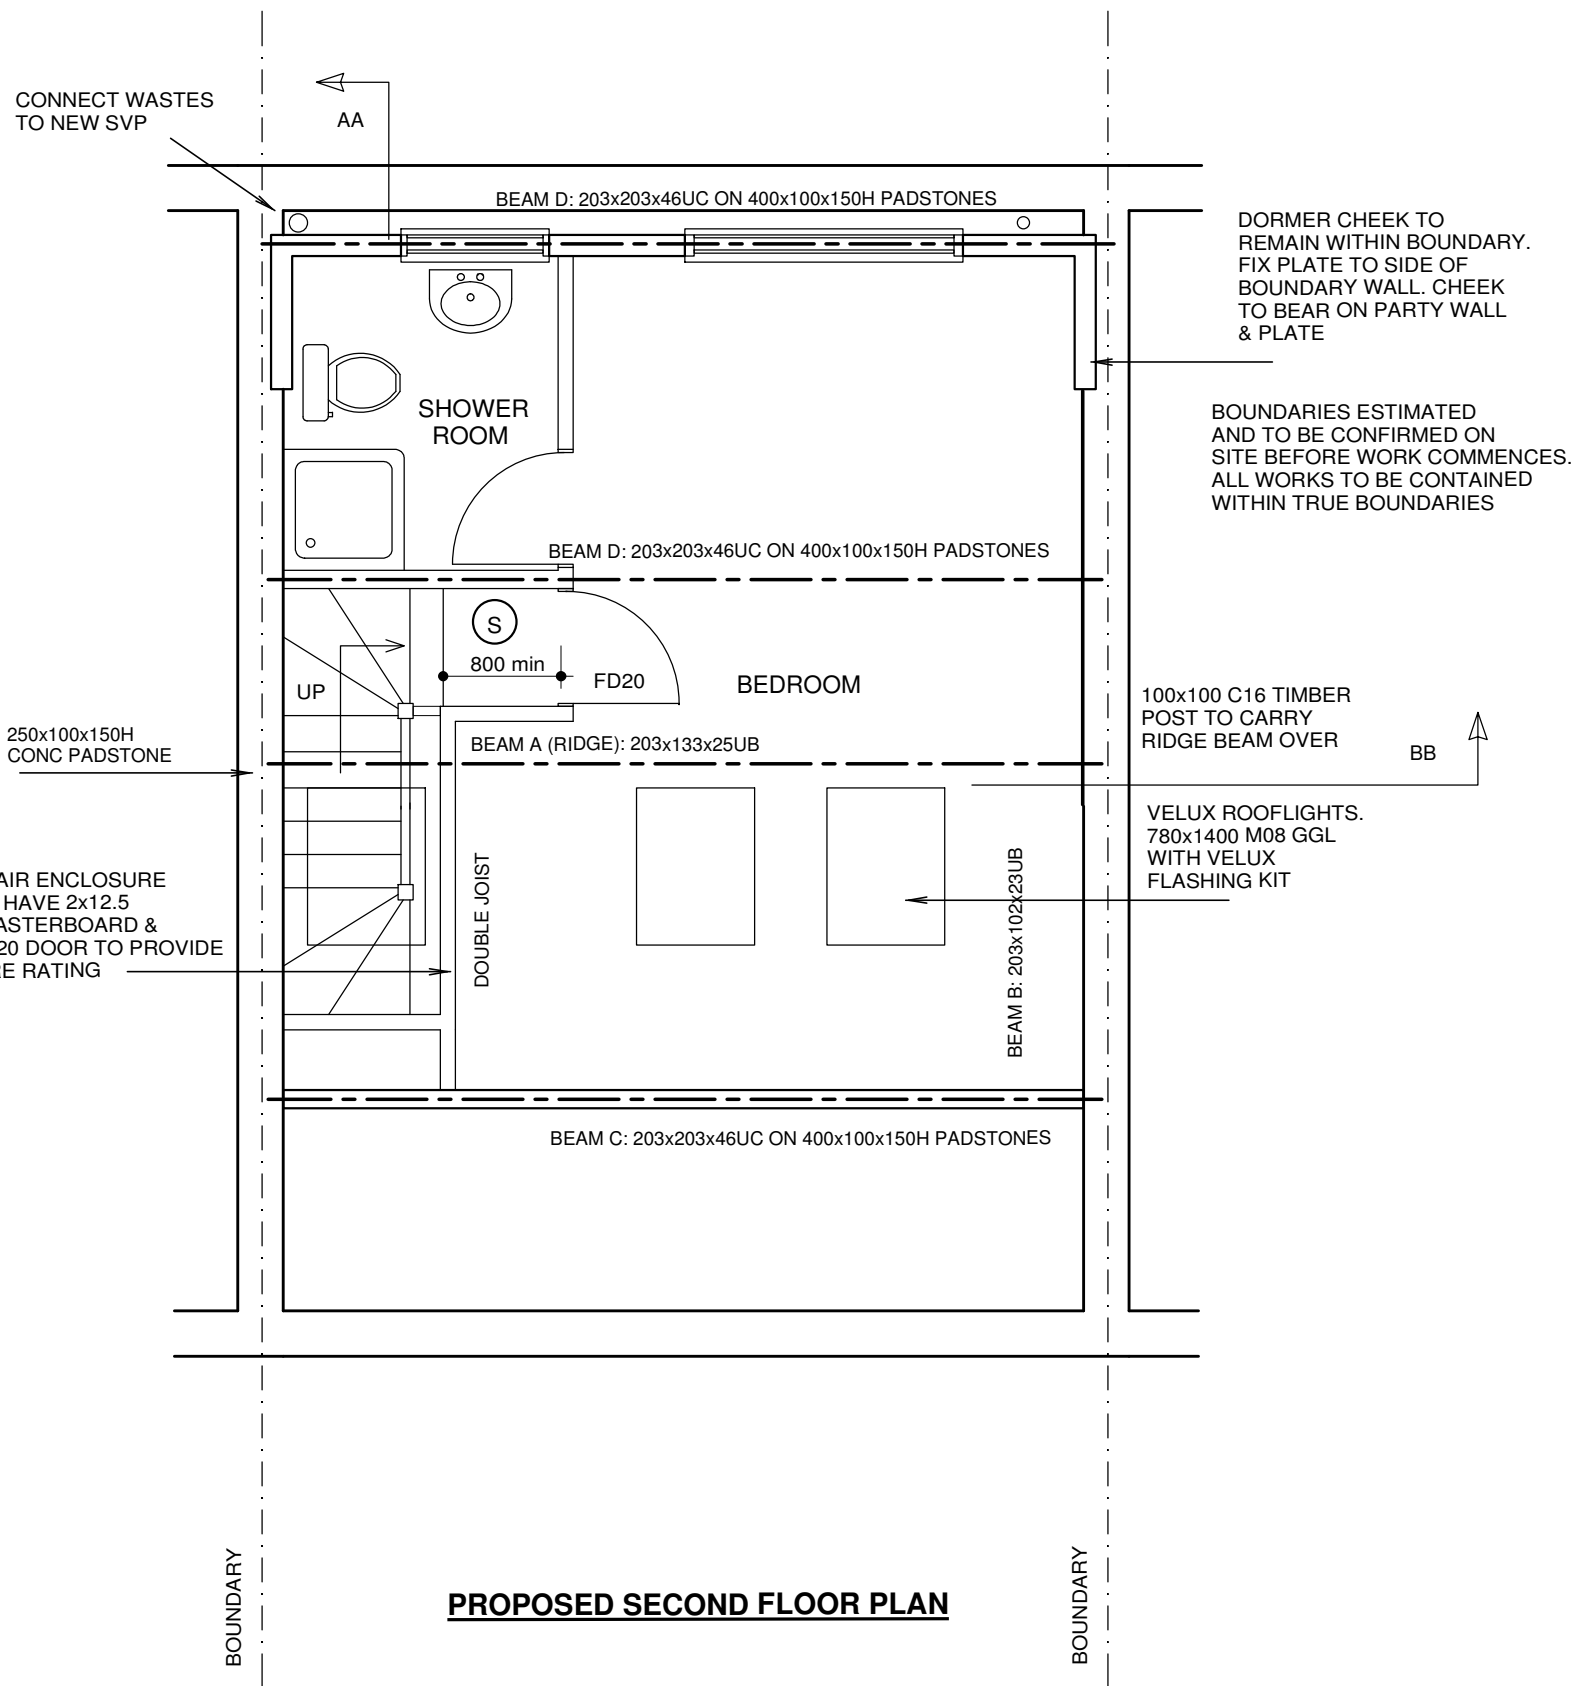 CONNECT WASTES
TO NEW SVP
AA
BEAM D: 203x203x46UC ON 400x100x150H PADSTONES
DORMER CHEEK TO
REMAIN WITHIN BOUNDARY.
FIX PLATE TO SIDE OF
BOUNDARY WALL. CHEEK
TO BEAR ON PARTY WALL
& PLATE
SHOWER
ROOM
BOUNDARIES ESTIMATED
AND TO BE CONFIRMED ON
SITE BEFORE WORK COMMENCES.
ALL WORKS TO BE CONTAINED
WITHIN TRUE BOUNDARIES
BEAM D: 203x203x46UC ON 400x100x150H PADSTONES
S
800 min
FD20
UP
BEDROOM
100x100 C16 TIMBER
POST TO CARRY
RIDGE BEAM OVER
BB
250x100x150H
CONC PADSTONE
BEAM A (RIDGE): 203x133x25UB
VELUX ROOFLIGHTS.
780x1400 M08 GGL
WITH VELUX
FLASHING KIT
AIR ENCLOSURE
HAVE 2x12.5
ASTERBOARD &
20 DOOR TO PROVIDE
RE RATING
DOUBLE JOIST
BEAM B: 203x102x23UB
BEAM C: 203x203x46UC ON 400x100x150H PADSTONES
BOUNDARY
BOUNDARY
PROPOSED SECOND FLOOR PLAN